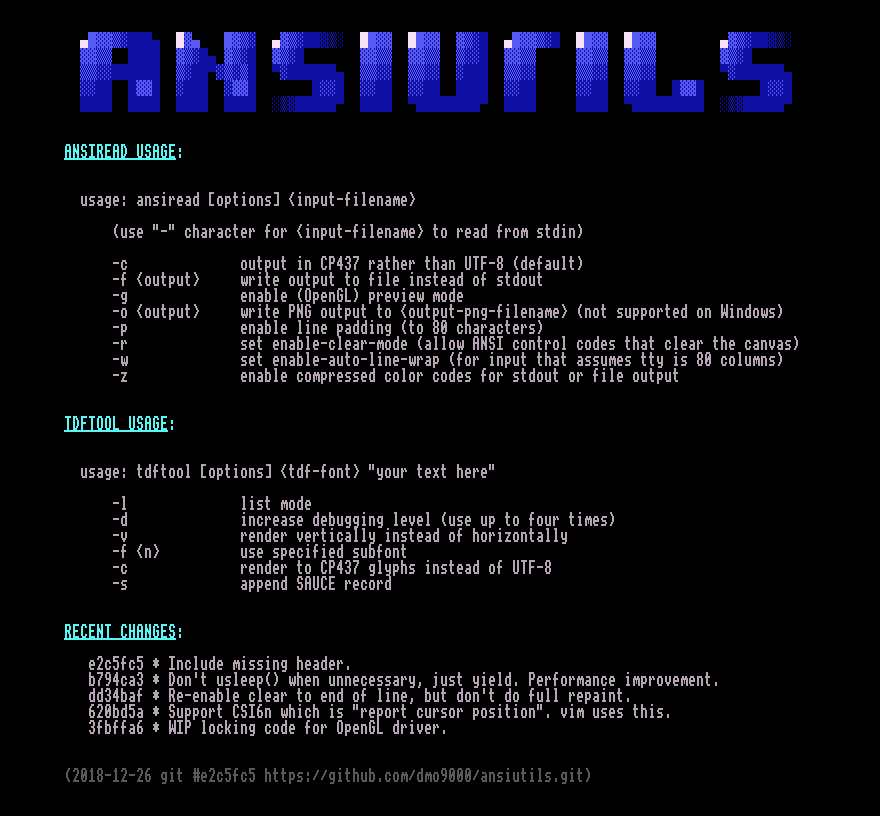 ANSIUTILS
ANSIREAD USAGE:
usage: ansiread [options] <input-filename>
(use "-" character for <input-filename> to read from stdin)
-c output in CP437 rather than UTF-8 (default)
-f <output> write output to file instead of stdout
-g enable (OpenGL) preview mode
-o <output> write PNG output to <output-png-filename> (not supported on Windows)
-p enable line padding (to 80 characters)
-r set enable-clear-mode (allow ANSI control codes that clear the canvas)
-w set enable-auto-line-wrap (for input that assumes tty is 80 columns)
-z enable compressed color codes for stdout or file output
TDFTOOL USAGE:
usage: tdftool [options] <tdf-font> "your text here"
-l list mode
-d increase debugging level (use up to four times)
-v render vertically instead of horizontally
-f <n> use specified subfont
-c render to CP437 glyphs instead of UTF-8
-s append SAUCE record
RECENT CHANGES:
e2c5fc5 * Include missing header.
b794ca3 * Don't usleep() when unnecessary, just yield. Performance improvement.
dd34baf * Re-enable clear to end of line, but don't do full repaint.
620bd5a * Support CSI6n which is "report cursor position". vim uses this.
3fbffa6 * WIP locking code for OpenGL driver.
(2018-12-26 git #e2c5fc5 https://github.com/dmo9000/ansiutils.git)